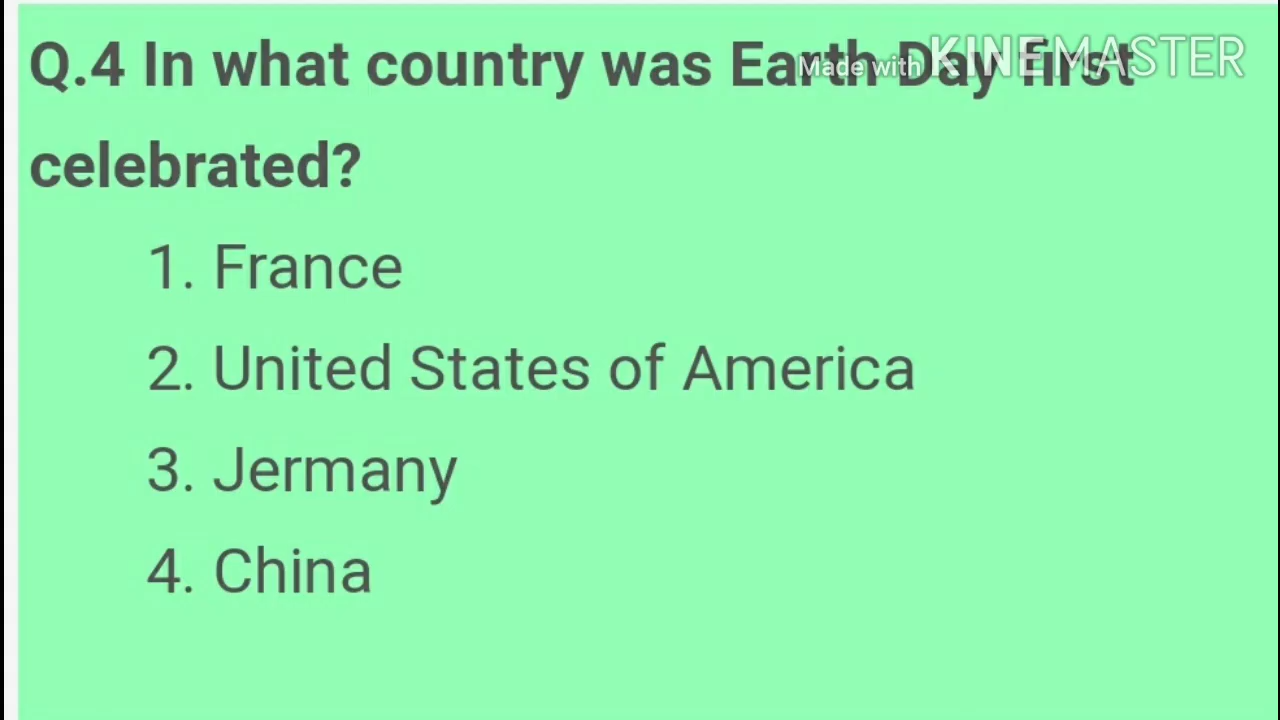 Q.4 In what country was Earth Day first
Made with KINEMASTER
celebrated?
1. France
2. United States of America
3. Jermany
4. China